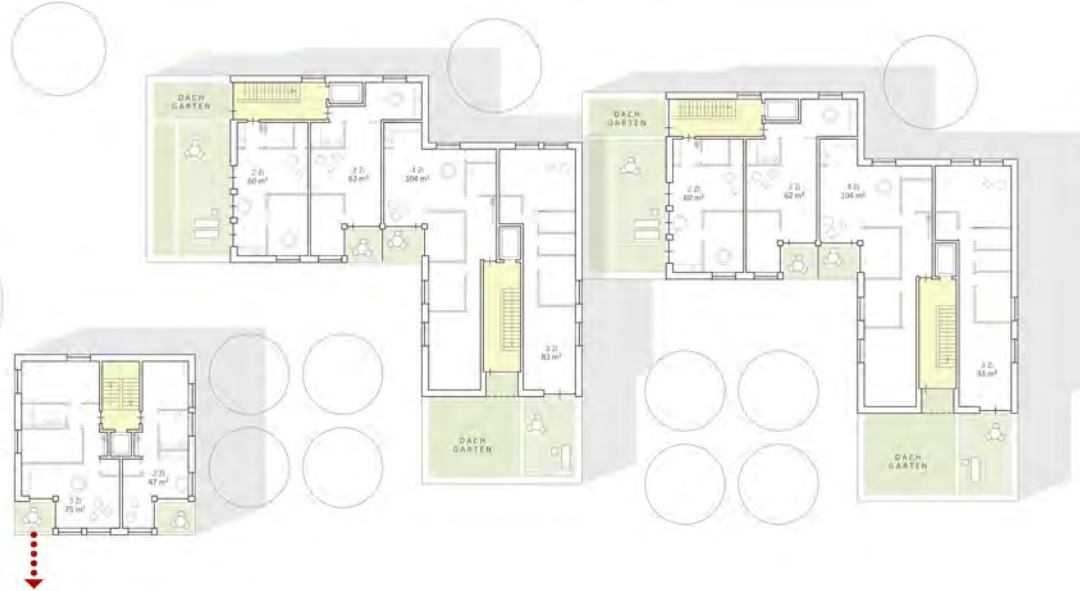 DACH
GARTEN
2 Zi
60 m²
2 Zi
62 m²
4 Zi
104 m²
3 Zi
83 m²
DACH
GARTEN
DACH
GARTEN
2 Zi
60 m²
2 Zi
62 m²
4 Zi
104 m²
3 Zi
83 m²
DACH
GARTEN
3 Zi
75 m²
2 Zi
47 m²